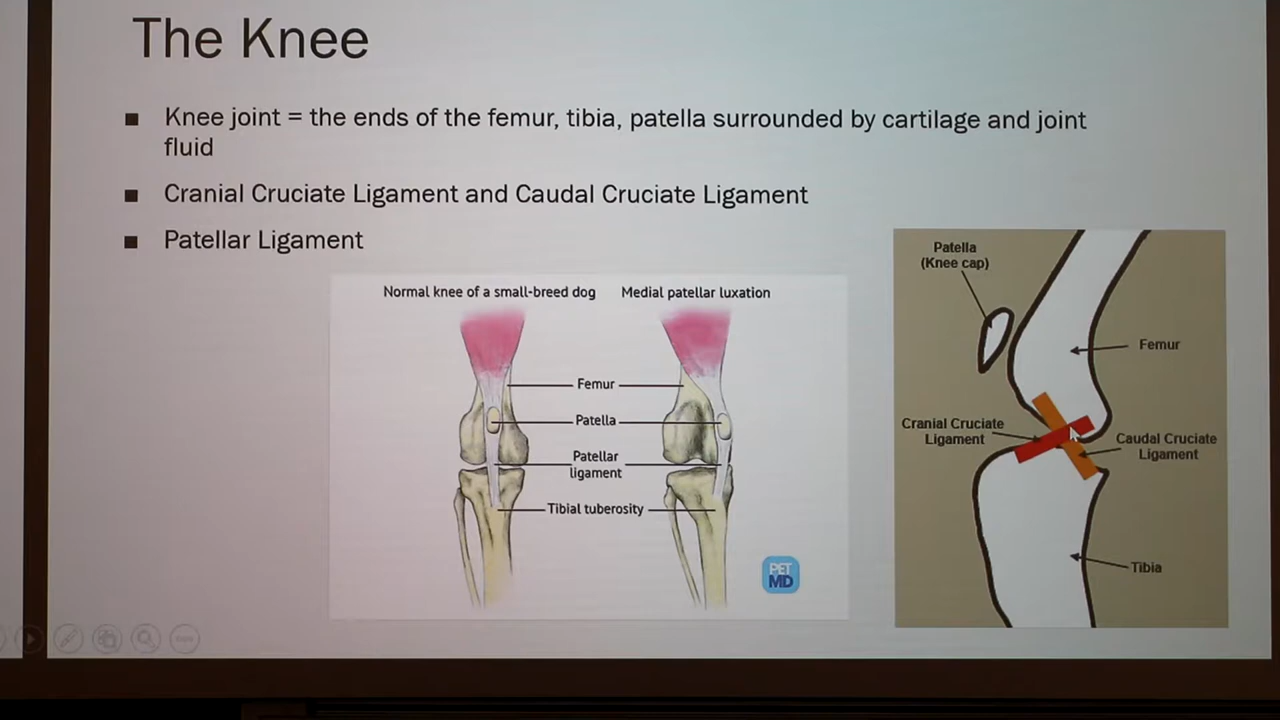 The Knee
■ Knee joint = the ends of the femur, tibia, patella surrounded by cartilage and joint
fluid
■ Cranial Cruciate Ligament and Caudal Cruciate Ligament
■ Patellar Ligament
Normal knee of a small-breed dog
Medial patellar luxation
Femur
Patella
Patellar
ligament
Tibial tuberosity
PET
MD
Patella
(Knee cap)
Femur
Cranial Cruciate
Ligament
Caudal Cruciate
Ligament
Tibia